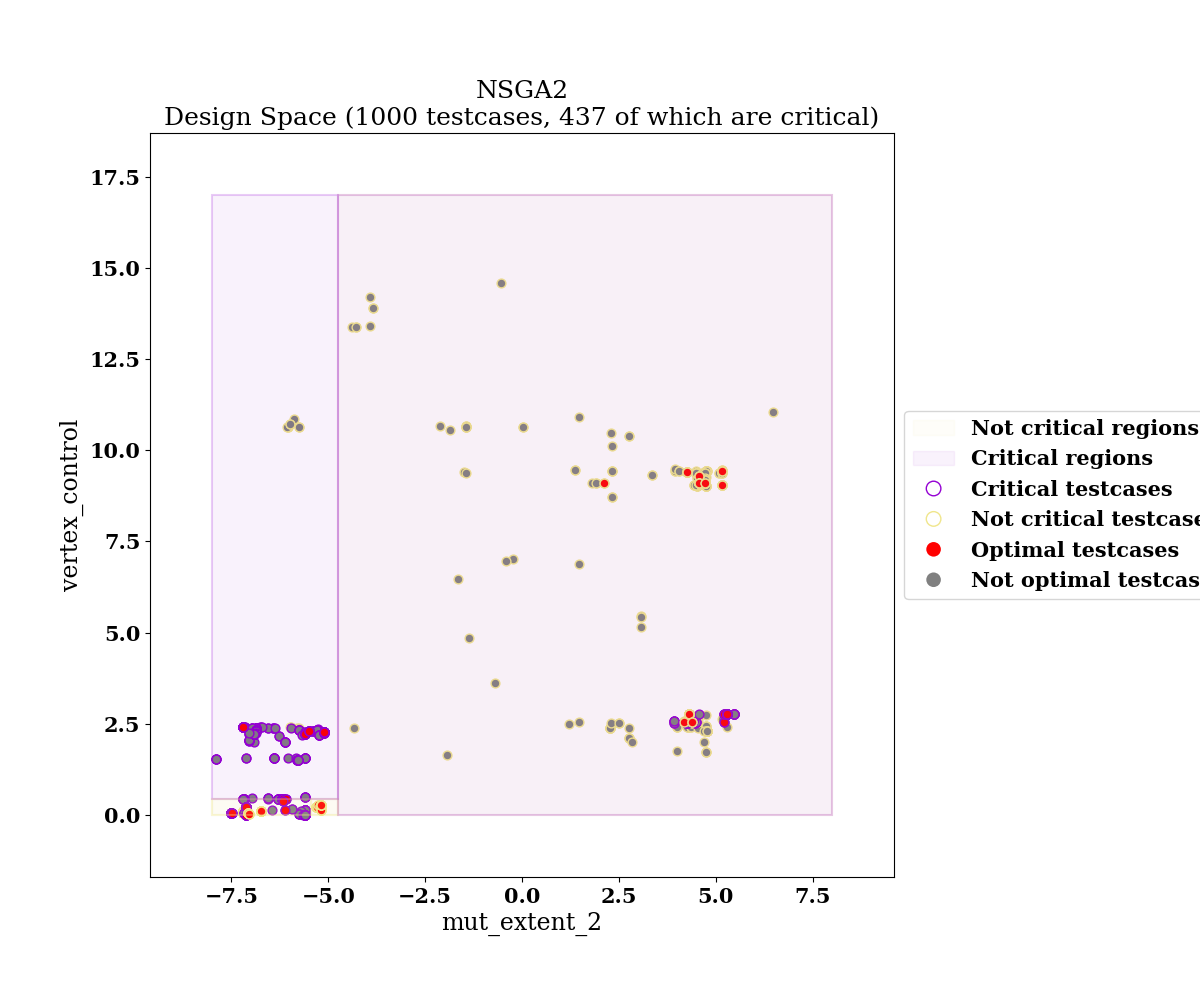 NSGA2
Design Space (1000 testcases, 437 of which are critical)
17.5
15.0
12.5
10.0
7.5
5.0
2.5
0.0
vertex_control
−7.5 −5.0 −2.5 0.0 2.5 5.0 7.5
mut_extent_2
Not critical regions
Critical regions
Critical testcases
Not critical testcase
Optimal testcases
Not optimal testcas